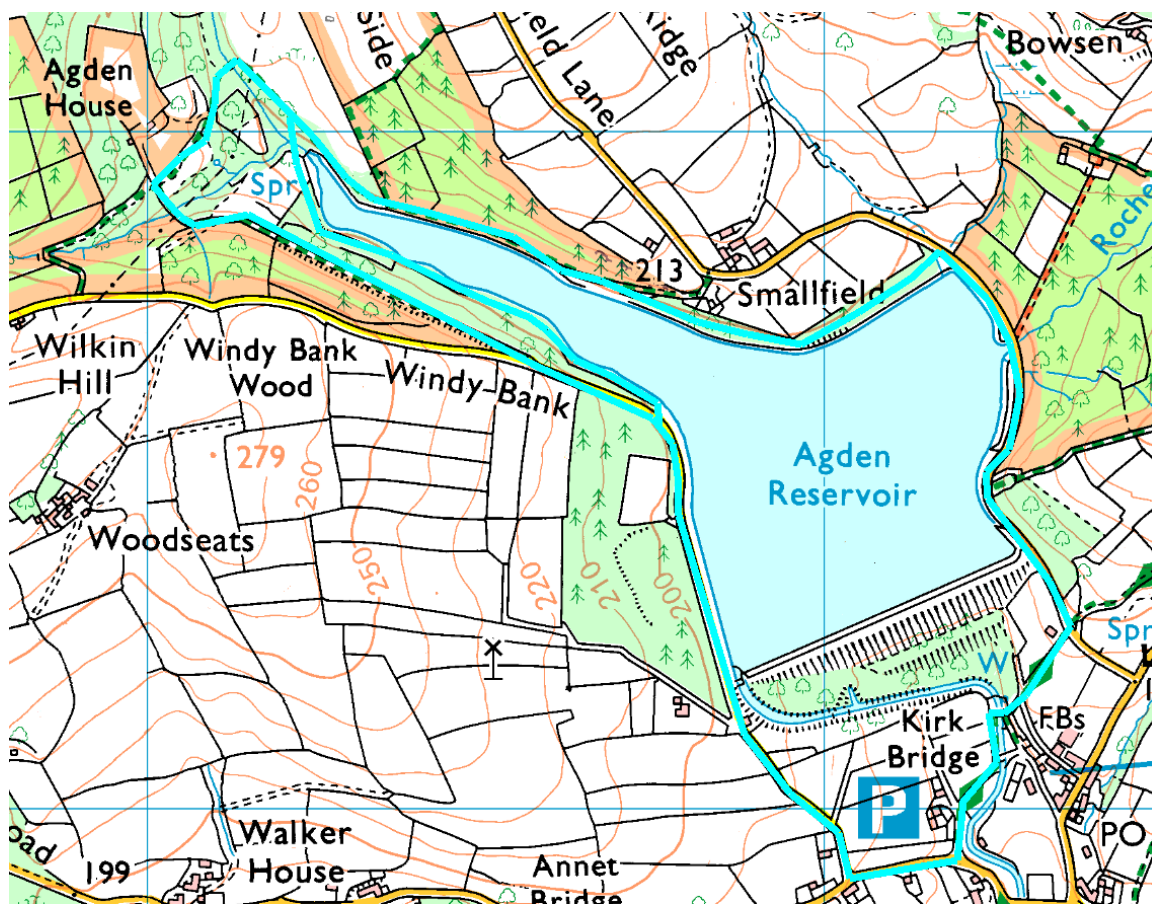 Side
field Lane
Ridge
Bowsen
Agden
House
Spr
Roche
213
Smallfield
Wilkin
Hill
Windy Bank
Wood
Windy-Bank
279
260
Agden
Reservoir
Woodseats
250
220
210
200
Spr
W
Kirk
Bridge
FBs
P
PO
oad
199
Walker
House
Annet
Bridge